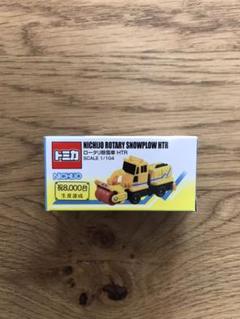 トミカ
NICHIJO ROTARY SNOWPLOW HTR
ロータリ除雪車 HTR
SCALE 1/104
NICHIJO
祝8,000台
生産達成